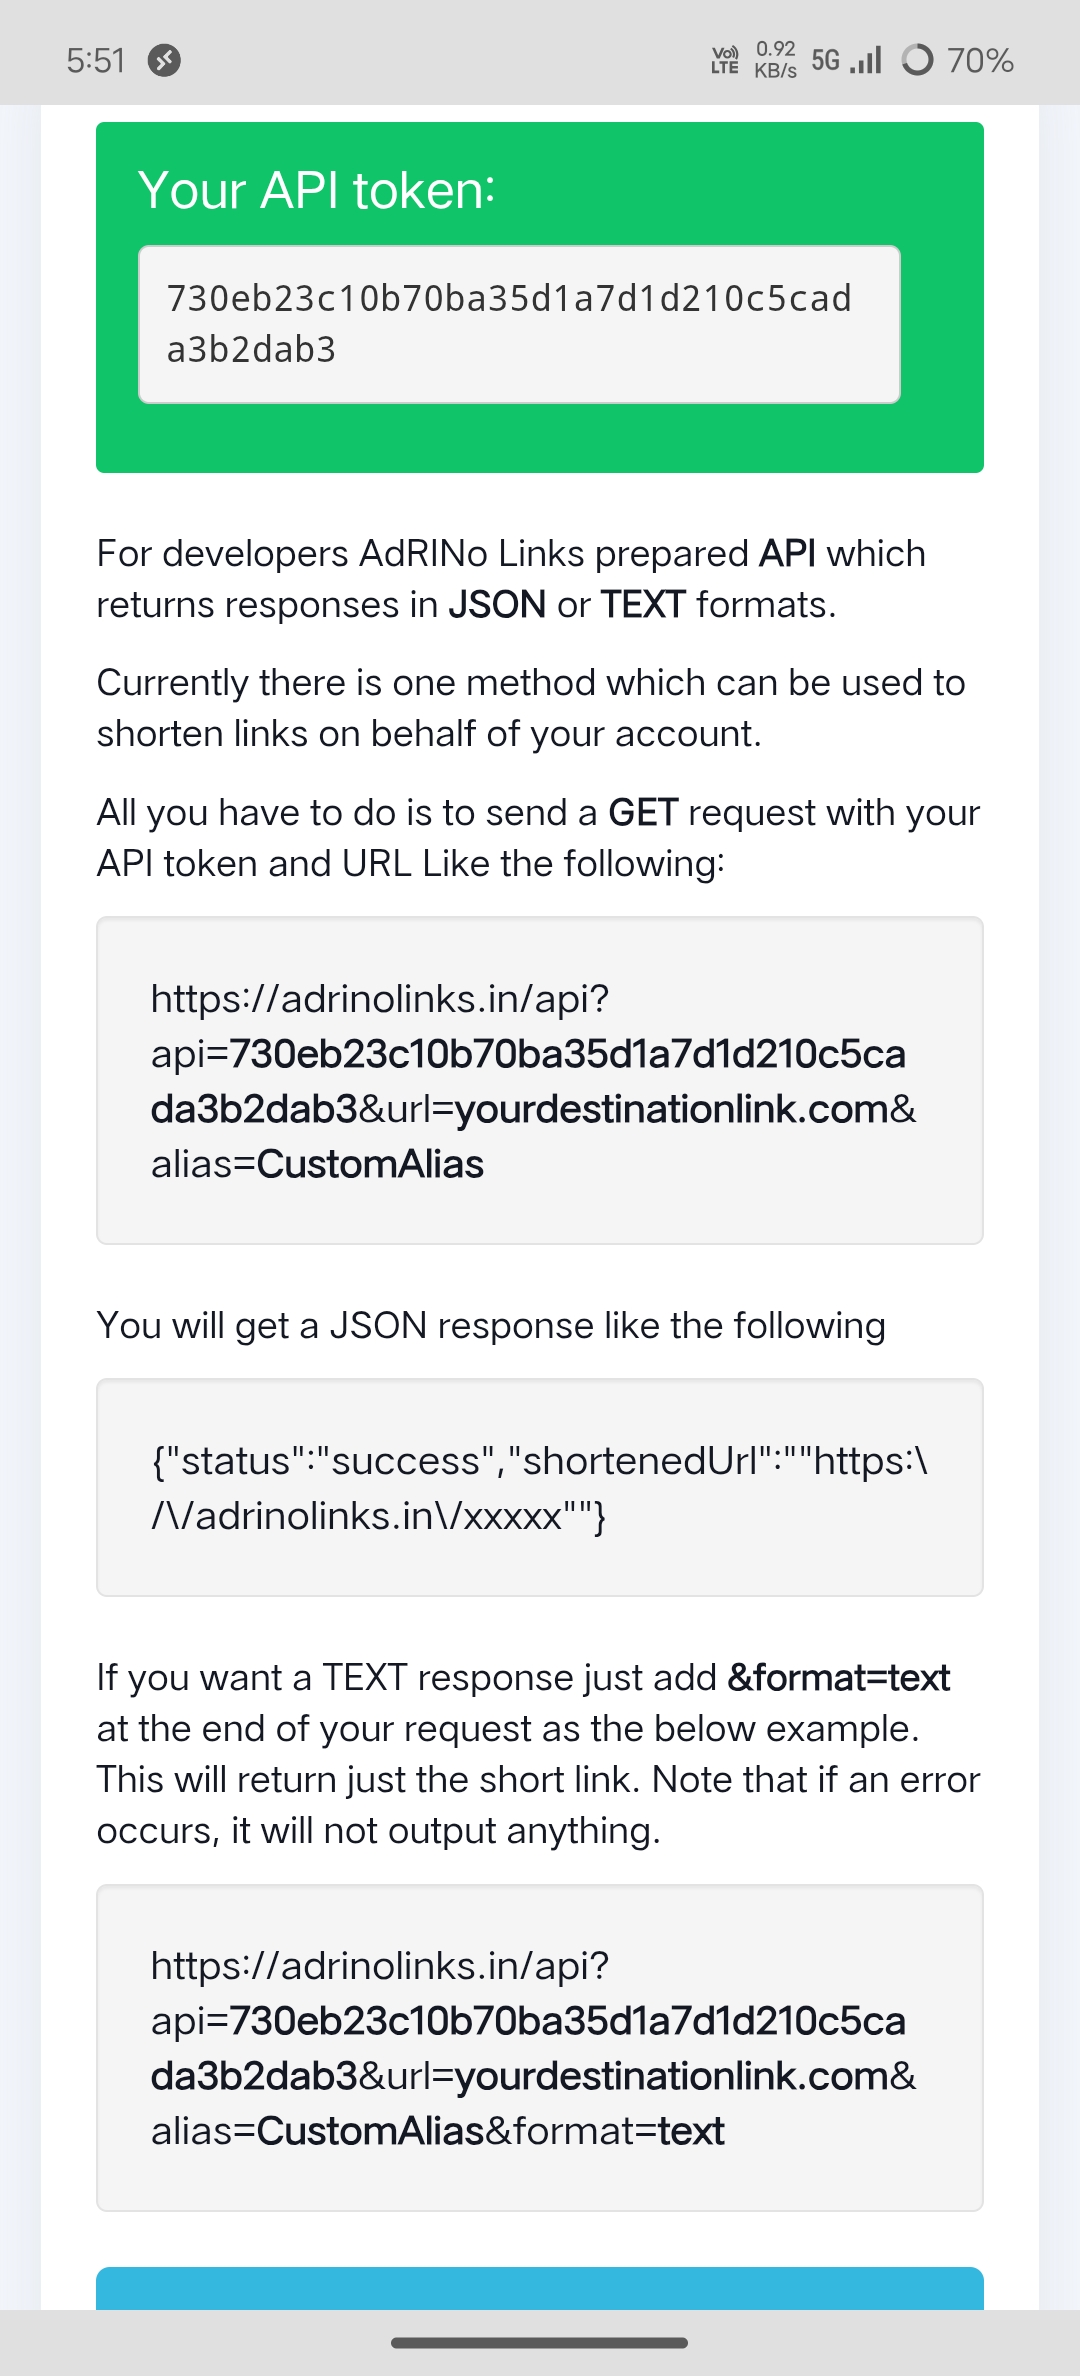 5:51
Vo)) LTE 0.92 KB/s 5G 70%
Your API token:
730eb23c10b70ba35d1a7d1d210c5cad
a3b2dab3
For developers AdRINo Links prepared API which
returns responses in JSON or TEXT formats.
Currently there is one method which can be used to
shorten links on behalf of your account.
All you have to do is to send a GET request with your
API token and URL Like the following:
https://adrinolinks.in/api?
api=730eb23c10b70ba35d1a7d1d210c5ca
da3b2dab3&url=yourdestinationlink.com&
alias=CustomAlias
You will get a JSON response like the following
{"status":"success","shortenedUrl":""https:\
/\/adrinolinks.in\/xxxxx""}
If you want a TEXT response just add &format=text
at the end of your request as the below example.
This will return just the short link. Note that if an error
occurs, it will not output anything.
https://adrinolinks.in/api?
api=730eb23c10b70ba35d1a7d1d210c5ca
da3b2dab3&url=yourdestinationlink.com&
alias=CustomAlias&format=text